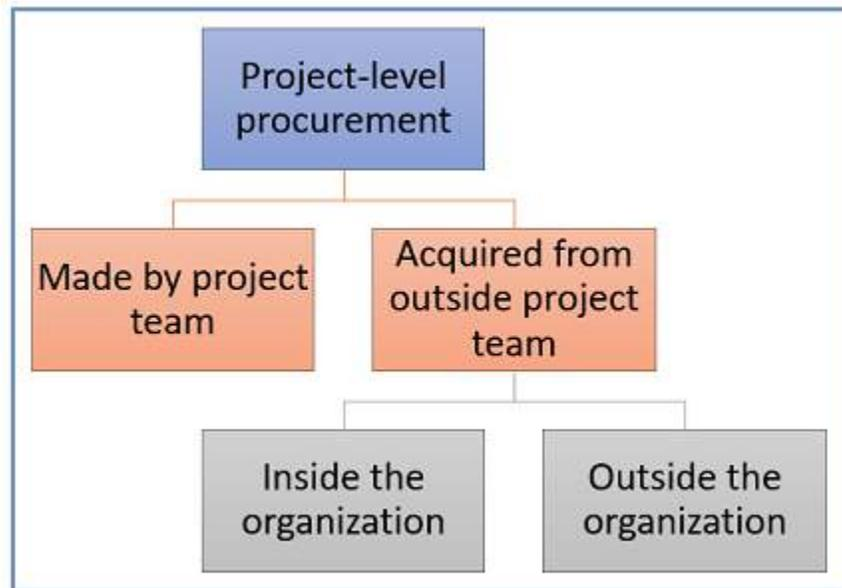 Project-level
procurement
Made by project
team
Acquired from
outside project
team
Inside the
organization
Outside the
organization